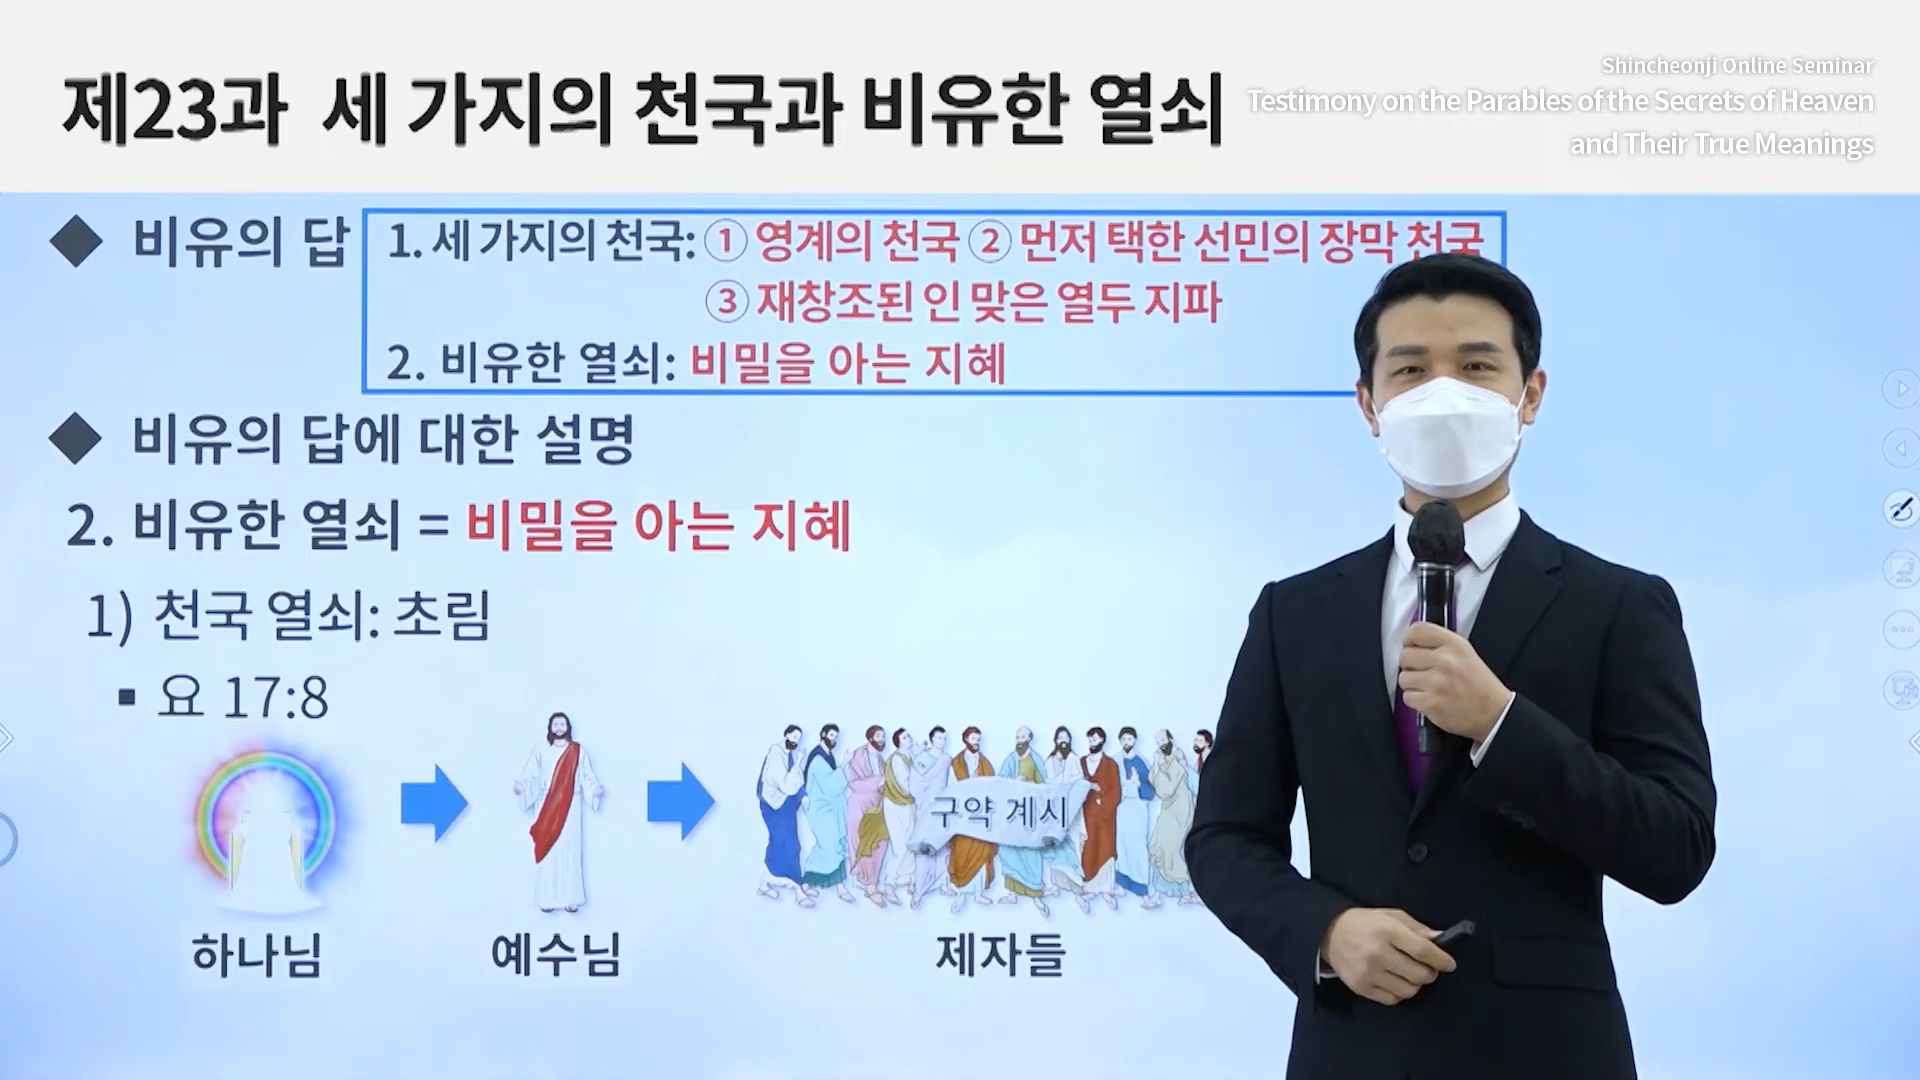 제23과 세 가지의 천국과 비유한 열쇠
Shincheonji Online Seminar
Testimony on the Parables of the Secrets of Heaven
and Their True Meanings
◆ 비유의 답
1. 세 가지의 천국: ① 영계의 천국 ② 먼저 택한 선민의 장막 천국
③ 재창조된 인 맞은 열두 지파
2. 비유한 열쇠: 비밀을 아는 지혜
◆ 비유의 답에 대한 설명
2. 비유한 열쇠 = 비밀을 아는 지혜
1) 천국 열쇠: 초림
▪ 요 17:8
구약 계시
하나님 예수님 제자들